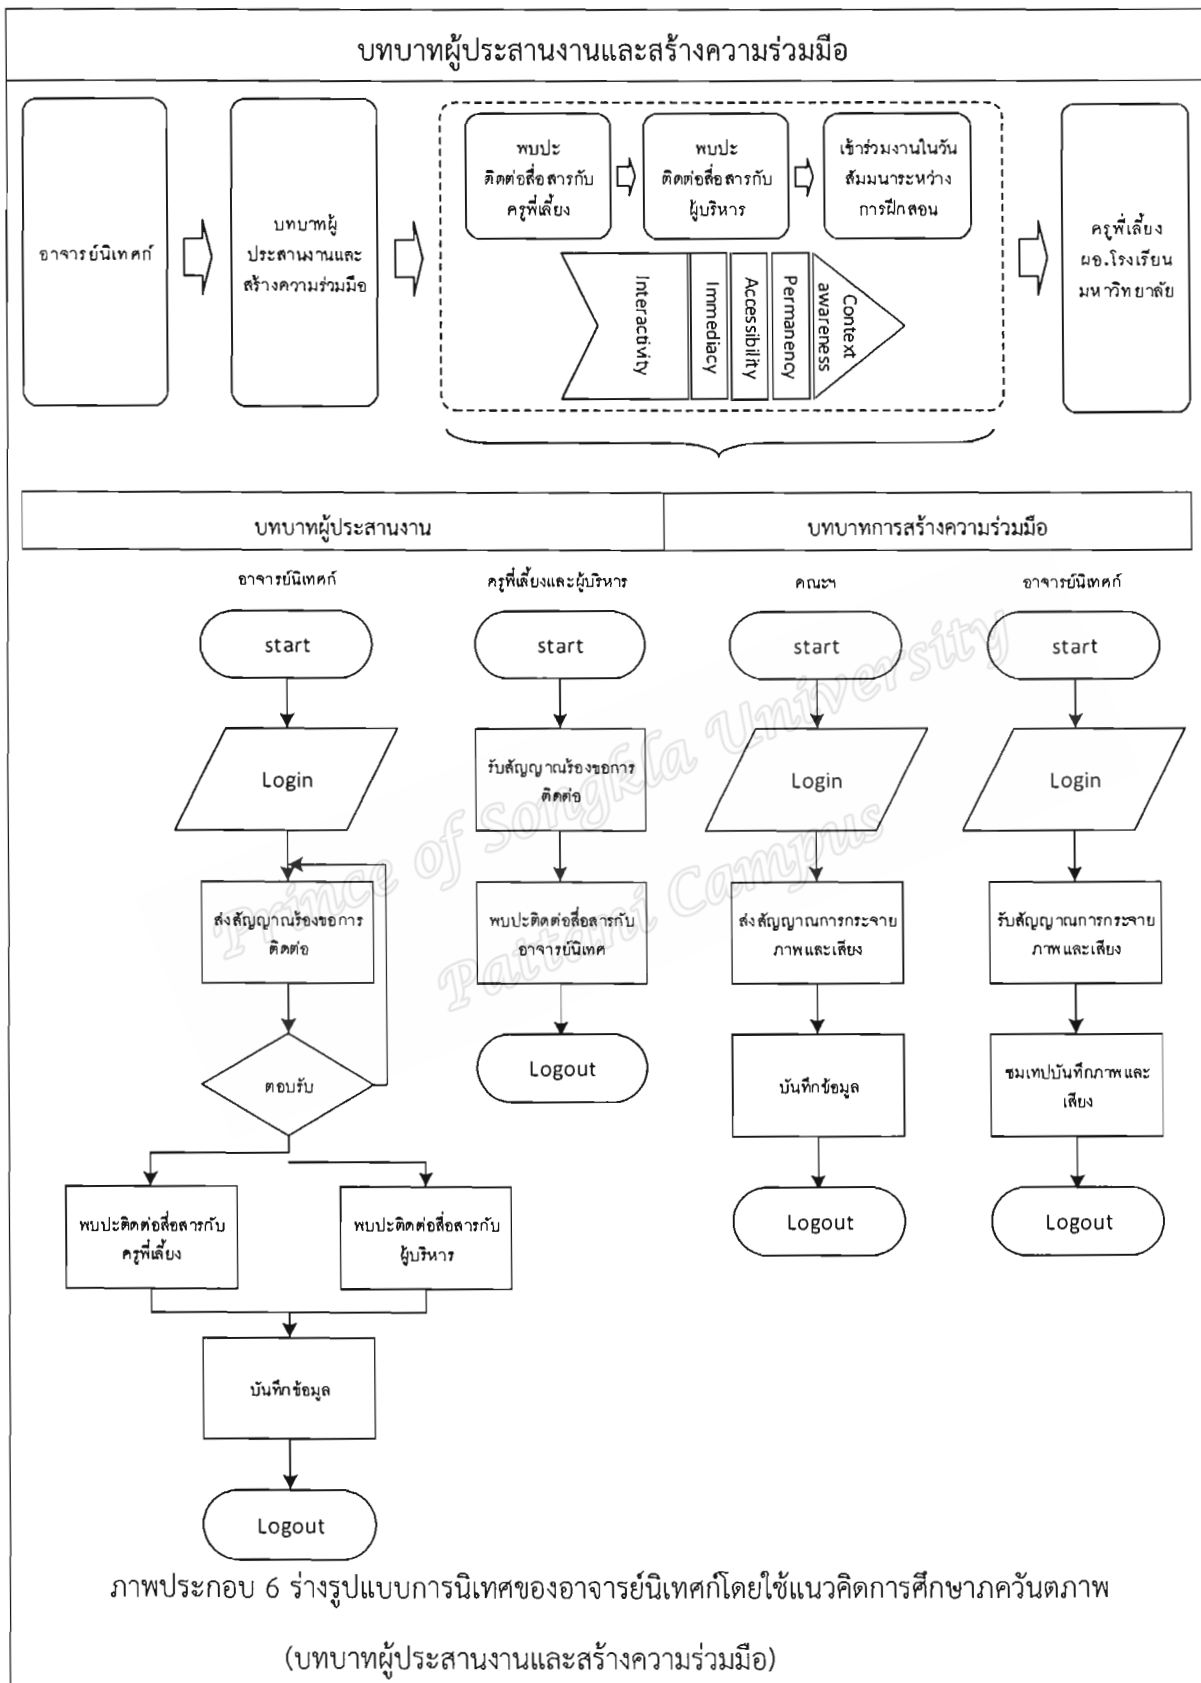 บทบาทผู้ประสานงานและสร้างความร่วมมือ
อาจารย์นิเทศก์
บทบาทผู้
ประสานงานและ
สร้างความร่วมมือ
พบปะ
ติดต่อสื่อสารกับ
ครูพี่เลี้ยง
พบปะ
ติดต่อสื่อสารกับ
ผู้บริหาร
เข้าร่วมงานในวัน
สัมมนาระหว่าง
การฝึกสอน
Interactivity
Immediacy
Accessibility
Permanency
Context
awareness
ครูพี่เลี้ยง
ผอ.โรงเรียน
มหาวิทยาลัย
บทบาทผู้ประสานงาน
บทบาทการสร้างความร่วมมือ
อาจารย์นิเทศก์
start
Login
ส่งสัญญาณร้องขอการ
ติดต่อ
ตอบรับ
พบปะติดต่อสื่อสารกับ
ครูพี่เลี้ยง
พบปะติดต่อสื่อสารกับ
ผู้บริหาร
บันทึกข้อมูล
Logout
ครูพี่เลี้ยงและผู้บริหาร
start
รับสัญญาณร้องขอการ
ติดต่อ
พบปะติดต่อสื่อสารกับ
อาจารย์นิเทศ
Logout
คณะฯ
start
Login
ส่งสัญญาณการกระจาย
ภาพและเสียง
บันทึกข้อมูล
Logout
อาจารย์นิเทศก์
start
Login
รับสัญญาณการกระจาย
ภาพและเสียง
ชมเทปบันทึกภาพและ
เสียง
Logout
Prince of Songkla University
Pattani Campus
ภาพประกอบ 6 ร่างรูปแบบการนิเทศของอาจารย์นิเทศก์โดยใช้แนวคิดการศึกษาภควันตภาพ
(บทบาทผู้ประสานงานและสร้างความร่วมมือ)